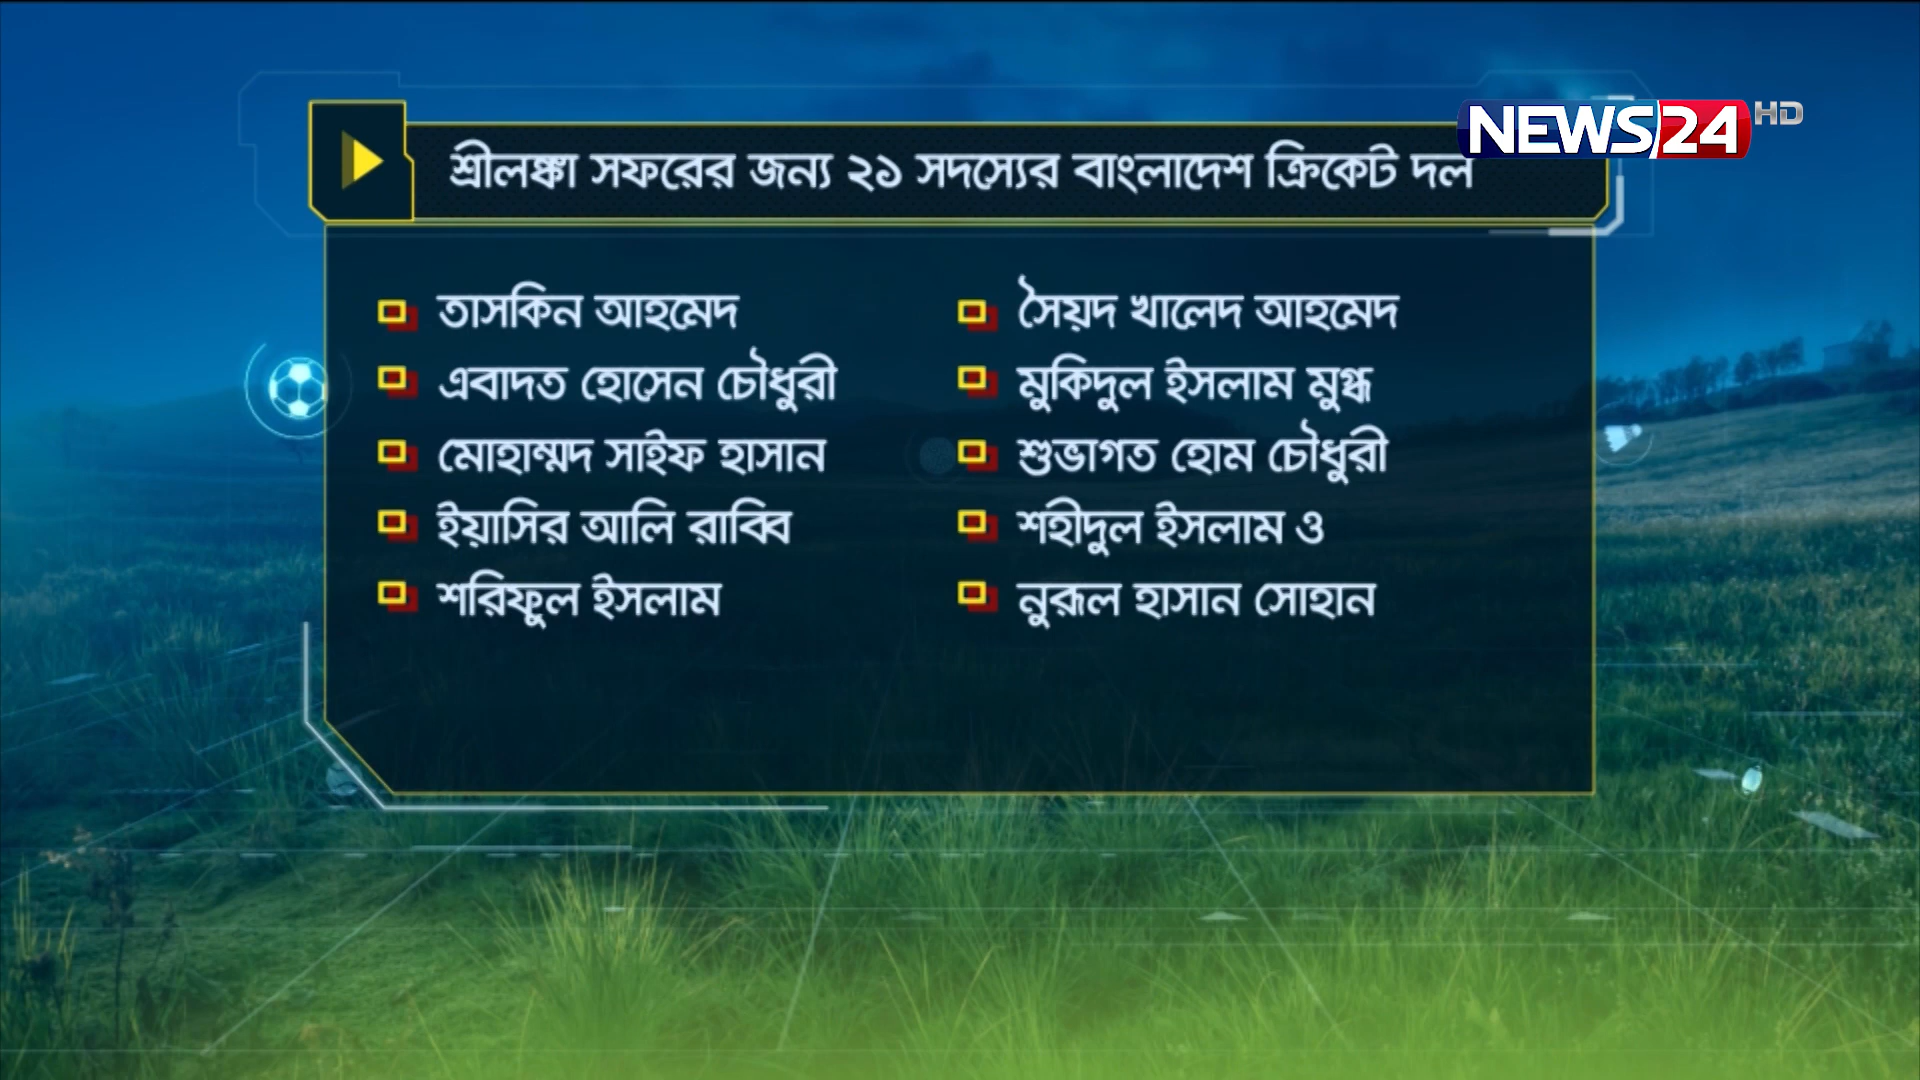 NEWS24 HD
শ্রীলঙ্কা সফরের জন্য ২১ সদস্যের বাংলাদেশ ক্রিকেট দল
তাসকিন আহমেদ
এবাদত হোসেন চৌধুরী
মোহাম্মদ সাইফ হাসান
ইয়াসির আলি রাব্বি
শরিফুল ইসলাম
সৈয়দ খালেদ আহমেদ
মুকিদুল ইসলাম মুগ্ধ
শুভাগত হোম চৌধুরী
শহীদুল ইসলাম ও
নুরূল হাসান সোহান